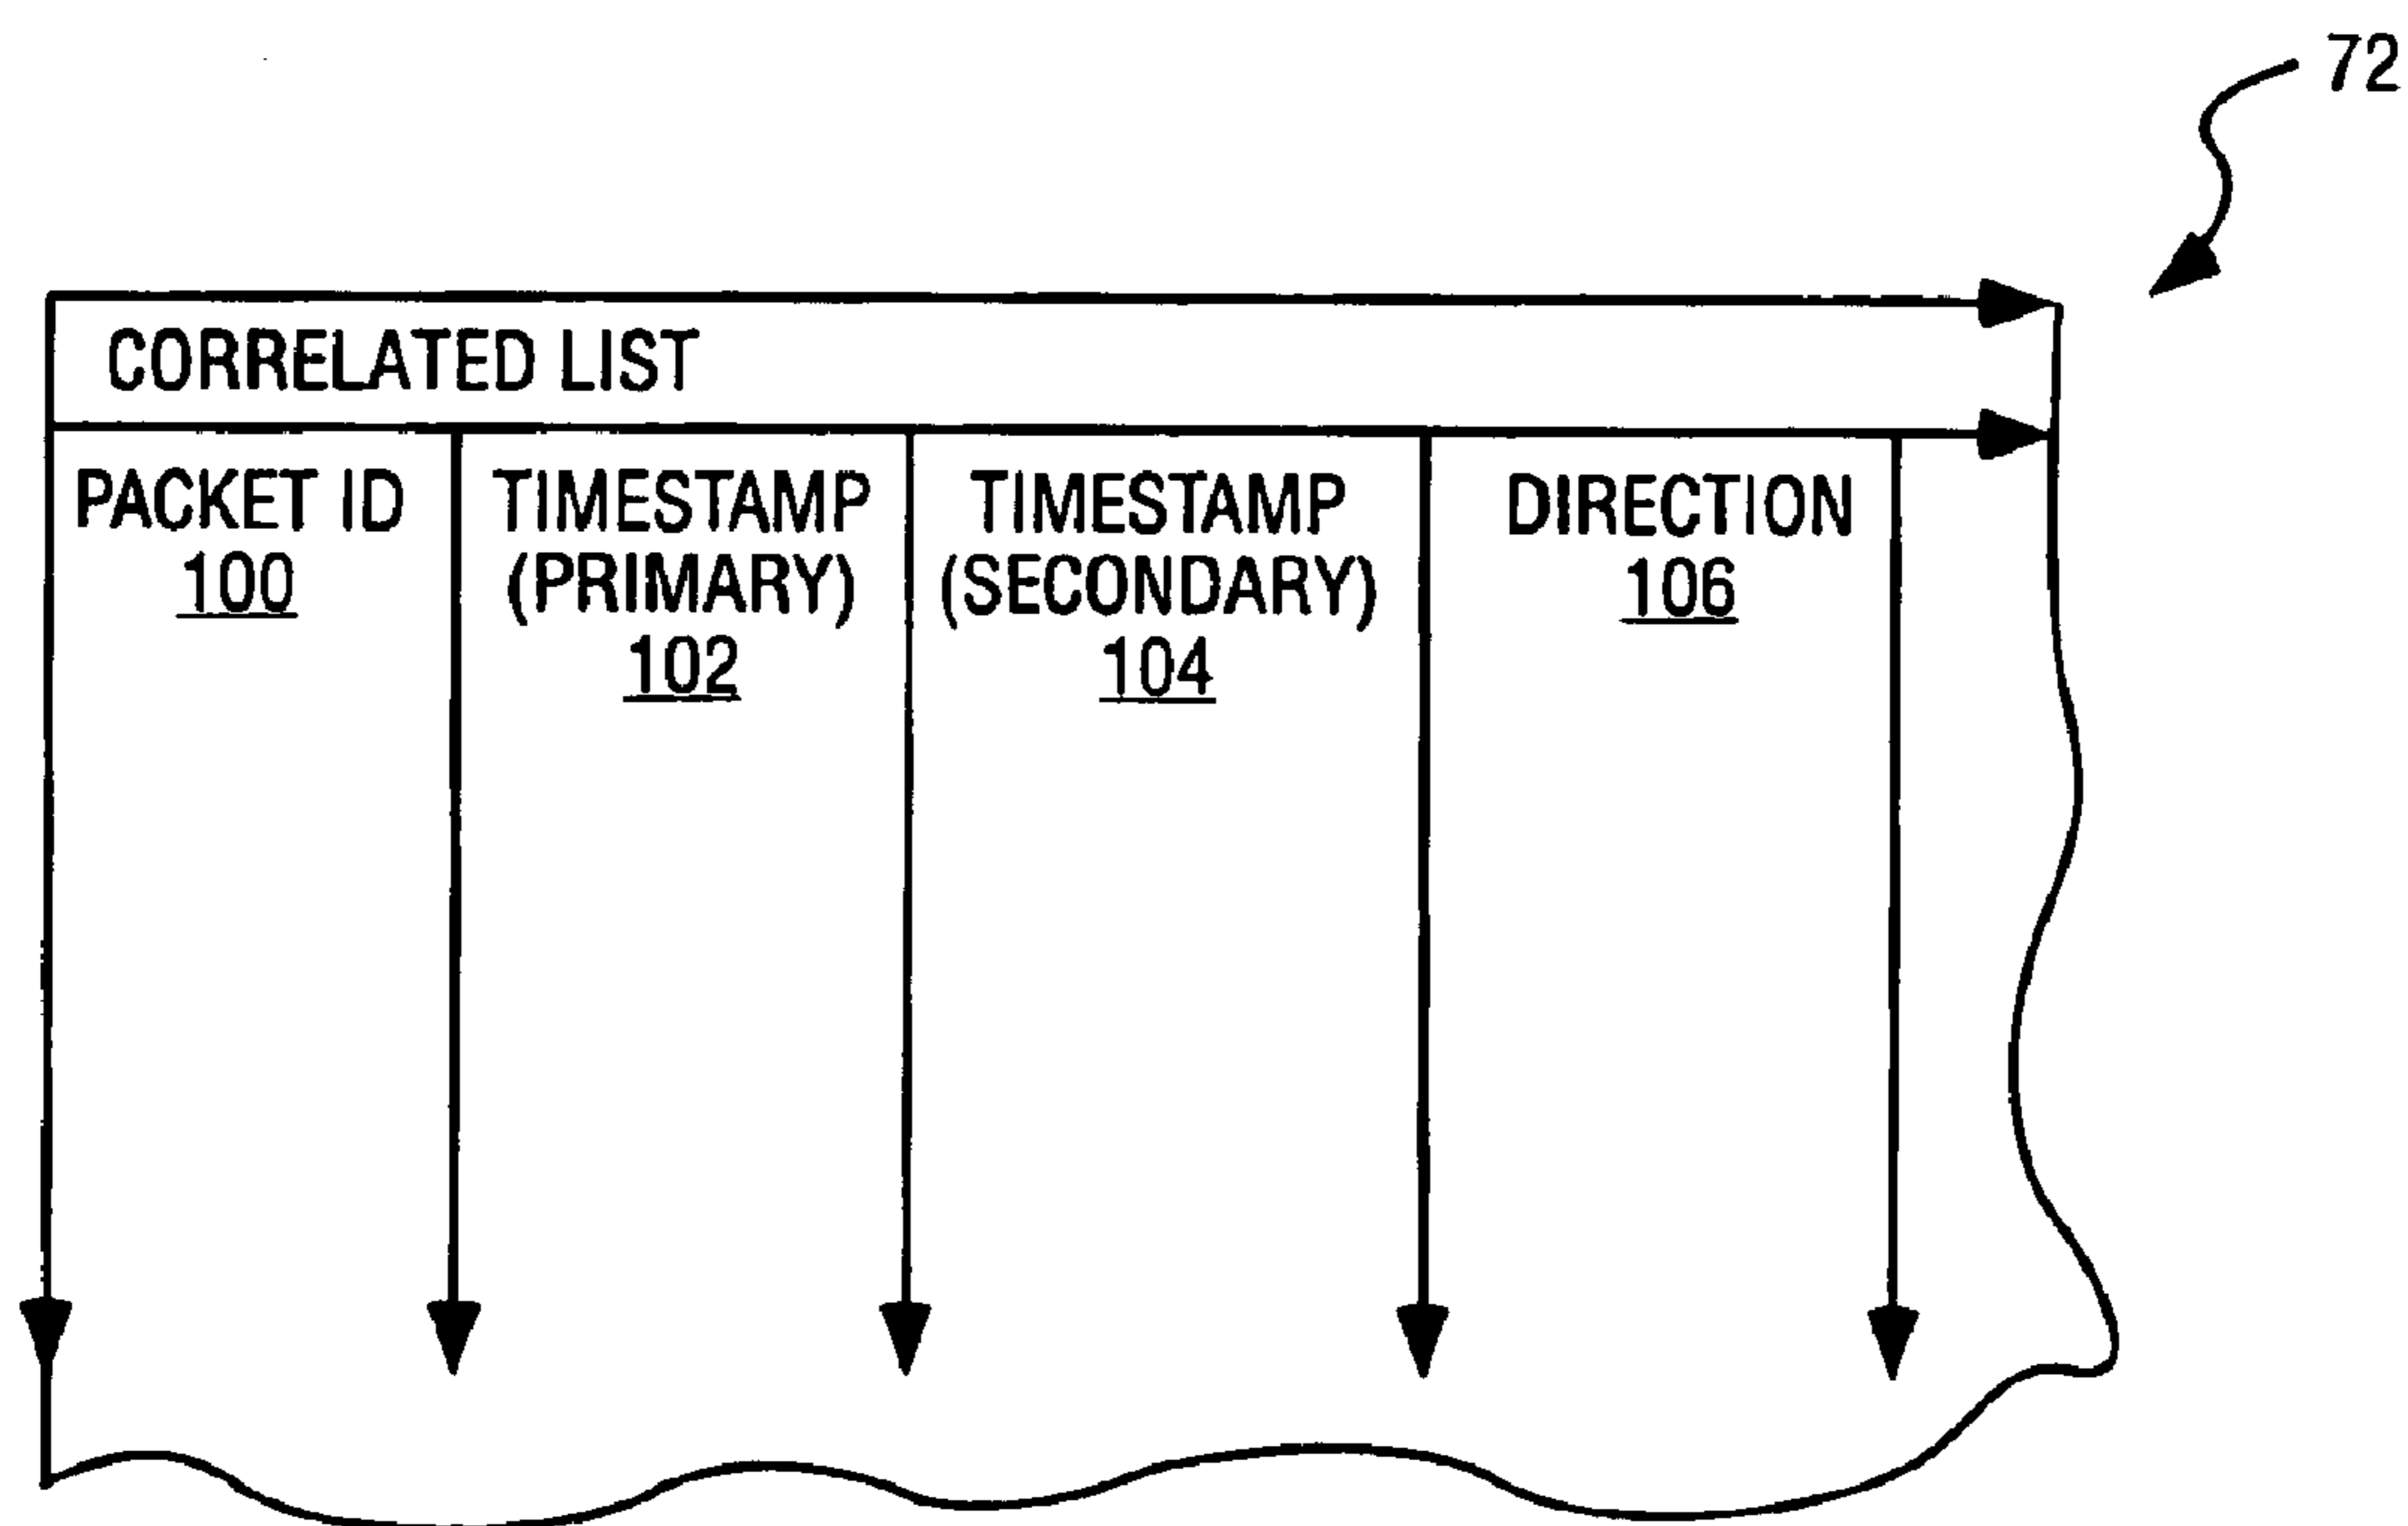 72
CORRELATED LIST
PACKET ID
100
TIMESTAMP
(PRIMARY)
102
TIMESTAMP
(SECONDARY)
104
DIRECTION
106